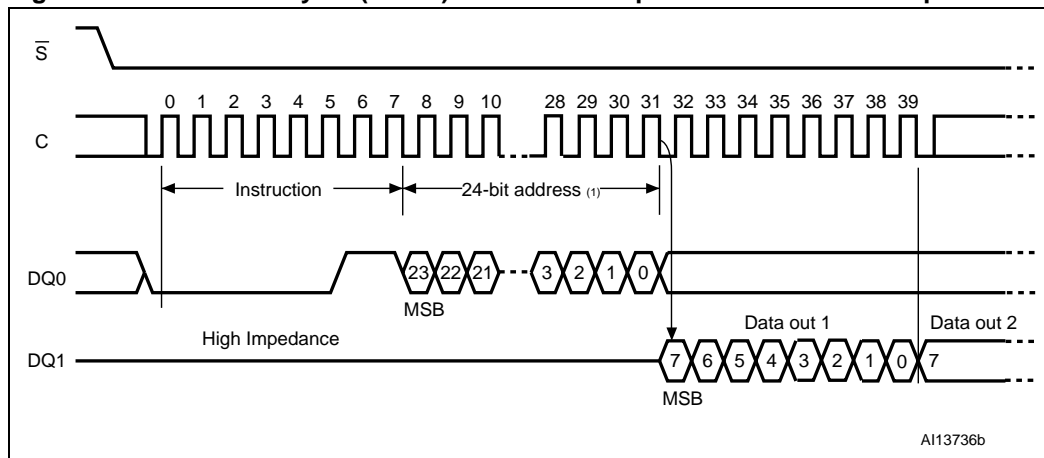 S
0 1 2 3 4 5 6 7 8 9 10 28 29 30 31 32 33 34 35 36 37 38 39
C
Instruction 24-bit address (1)
DQ0 23 22 21 3 2 1 0
MSB
High Impedance Data out 1 Data out 2
DQ1 7 6 5 4 3 2 1 0 7
MSB
AI13736b